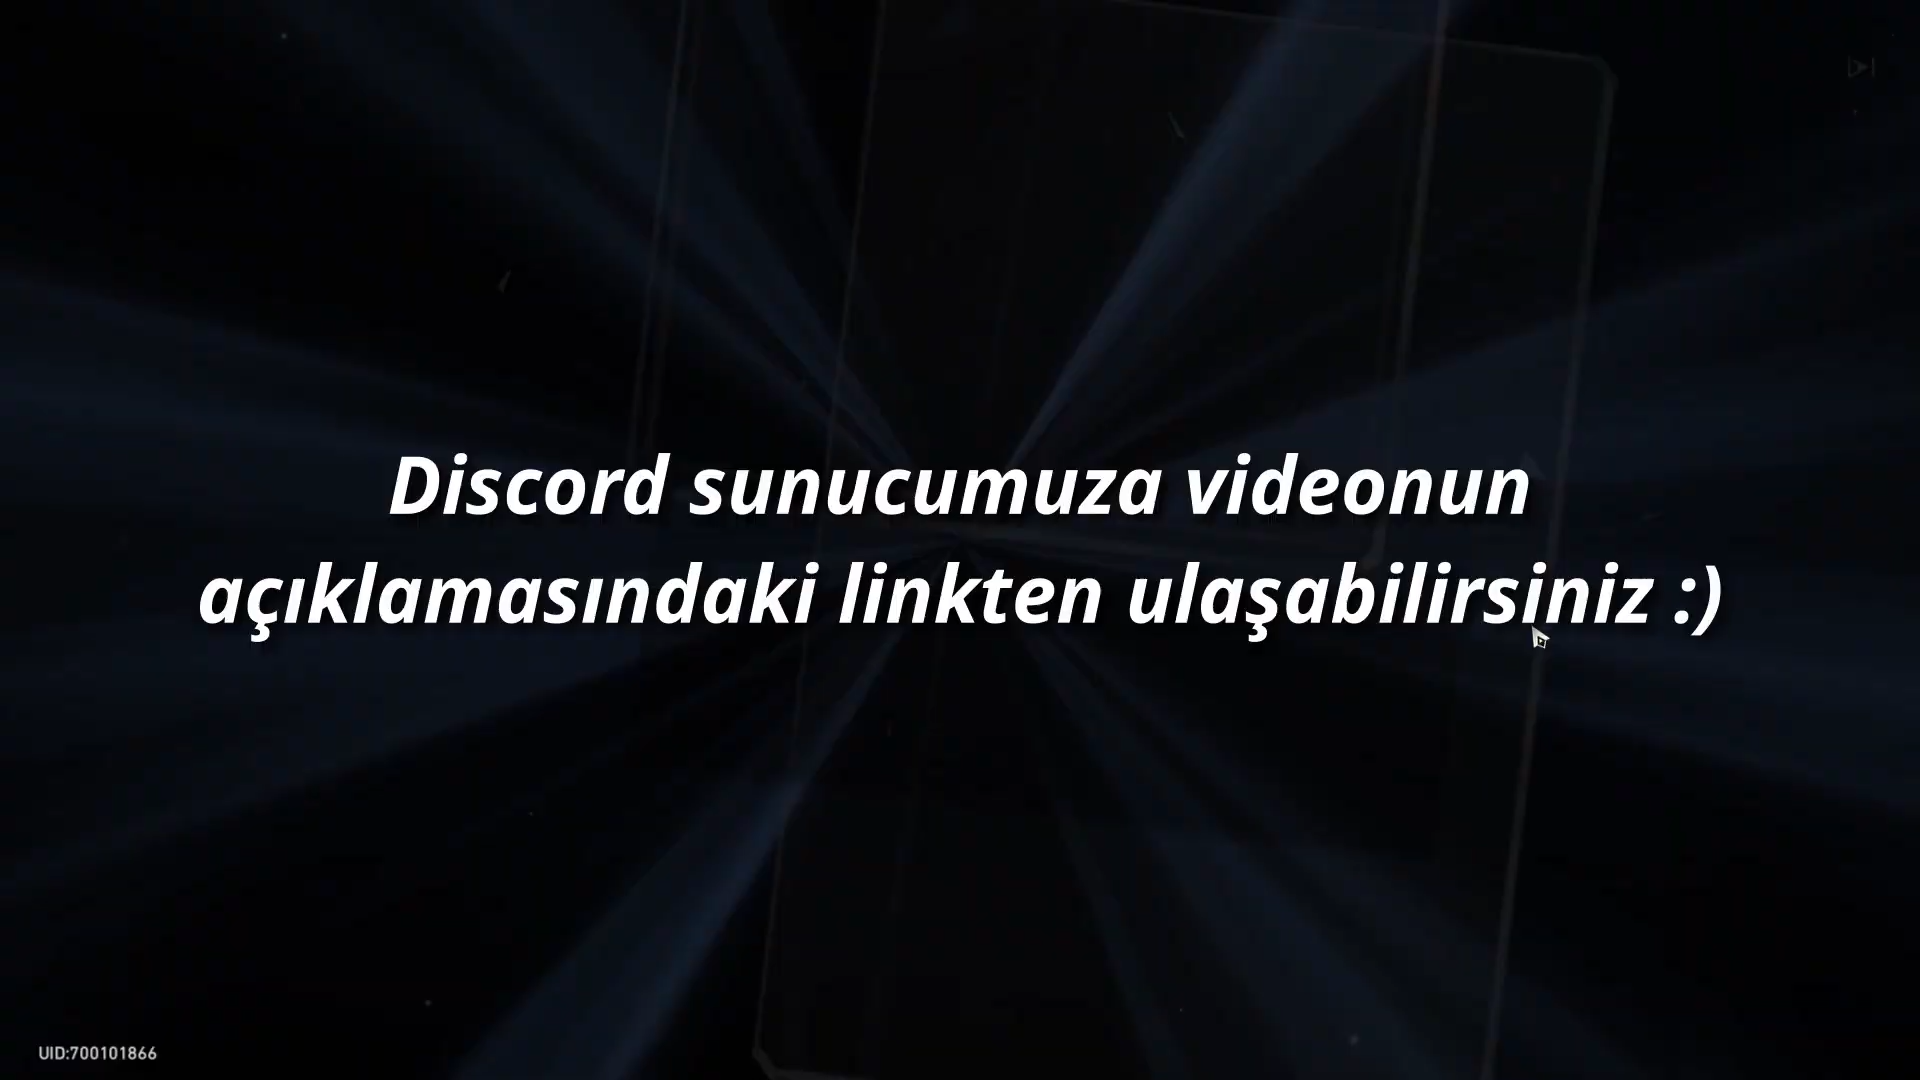 Discord sunucumuza videonun
açıklamasındaki linkten ulaşabilirsiniz :)
UID:700101866